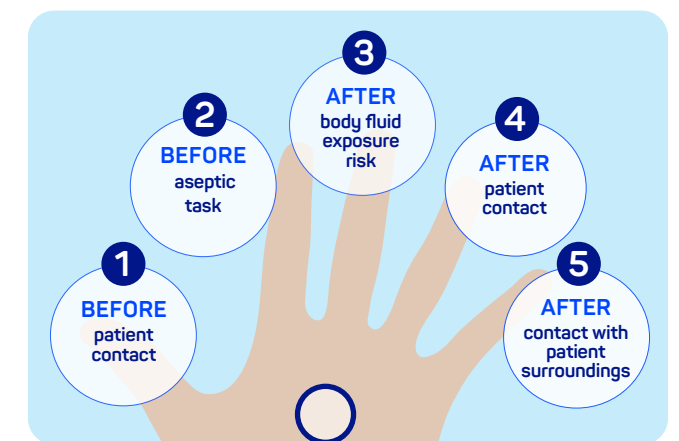 1
BEFORE
patient
contact
2
BEFORE
aseptic
task
3
AFTER
body fluid
exposure
risk
4
AFTER
patient
contact
5
AFTER
contact with
patient
surroundings